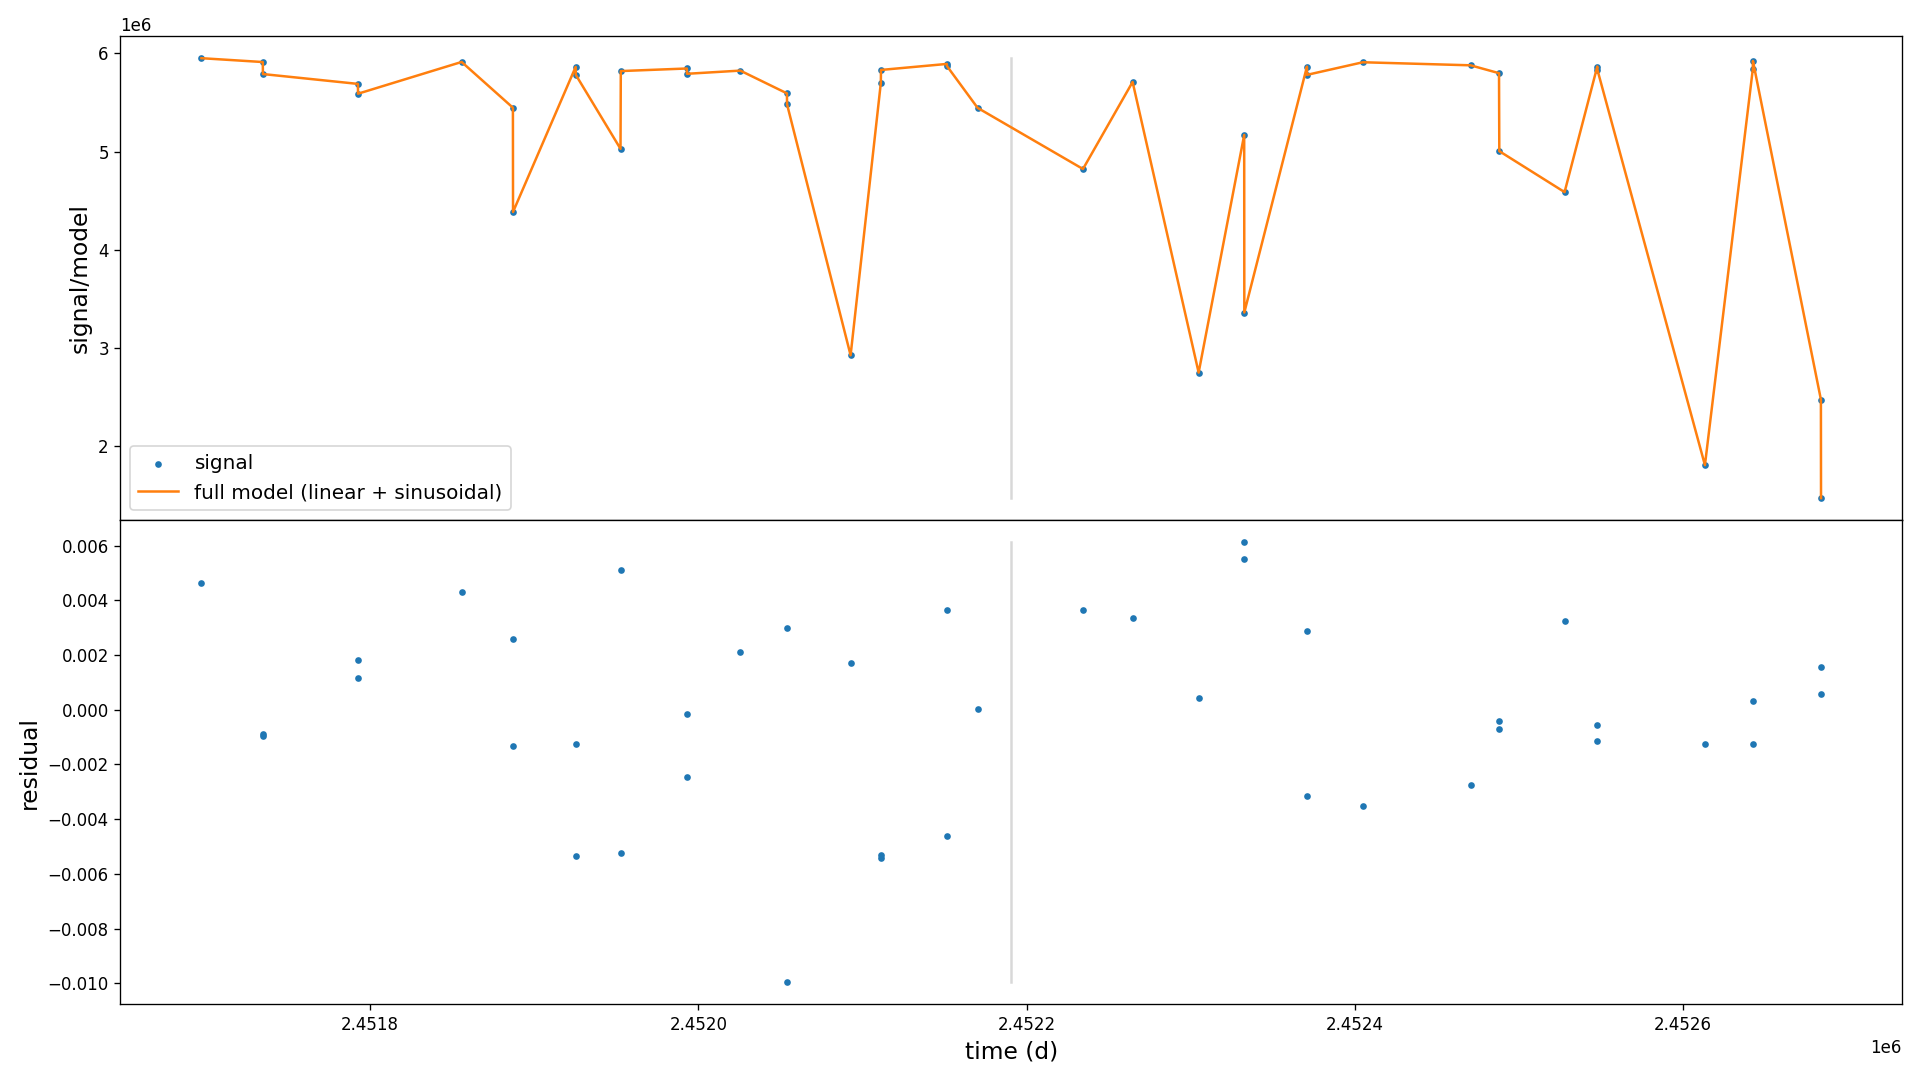 1e6
6
5
4
3
2
signal/model
signal
full model (linear + sinusoidal)
0.006
0.004
0.002
0.000
−0.002
−0.004
−0.006
−0.008
−0.010
residual
2.4518
2.4520
2.4522
2.4524
2.4526
1e6
time (d)